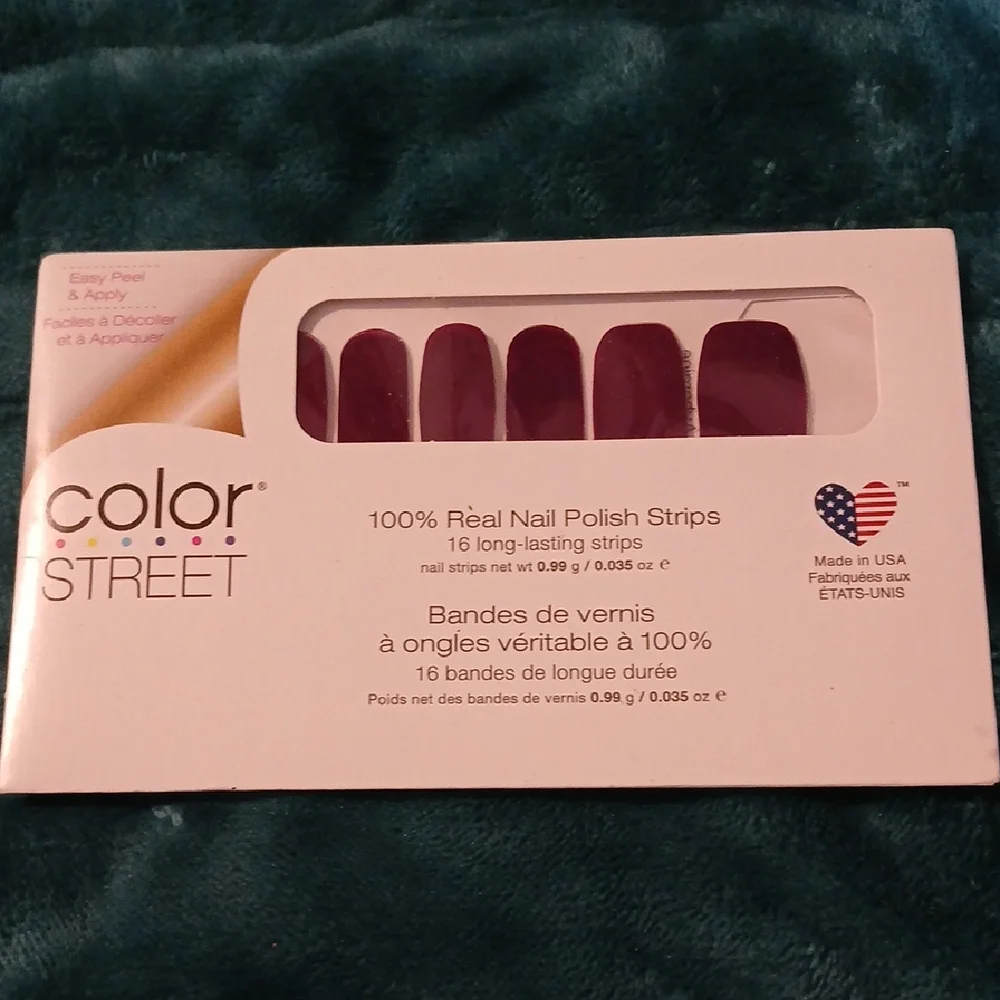 Easy Peel
& Apply
Faciles à Décoller
et à Appliquer
color®
STREET
100% Real Nail Polish Strips
16 long-lasting strips
nail strips net wt 0.99 g / 0.035 oz ℮
Bandes de vernis
à ongles véritable à 100%
16 bandes de longue durée
Poids net des bandes de vernis 0.99 g / 0.035 oz ℮
™
Made in USA
Fabriquées aux
ÉTATS-UNIS